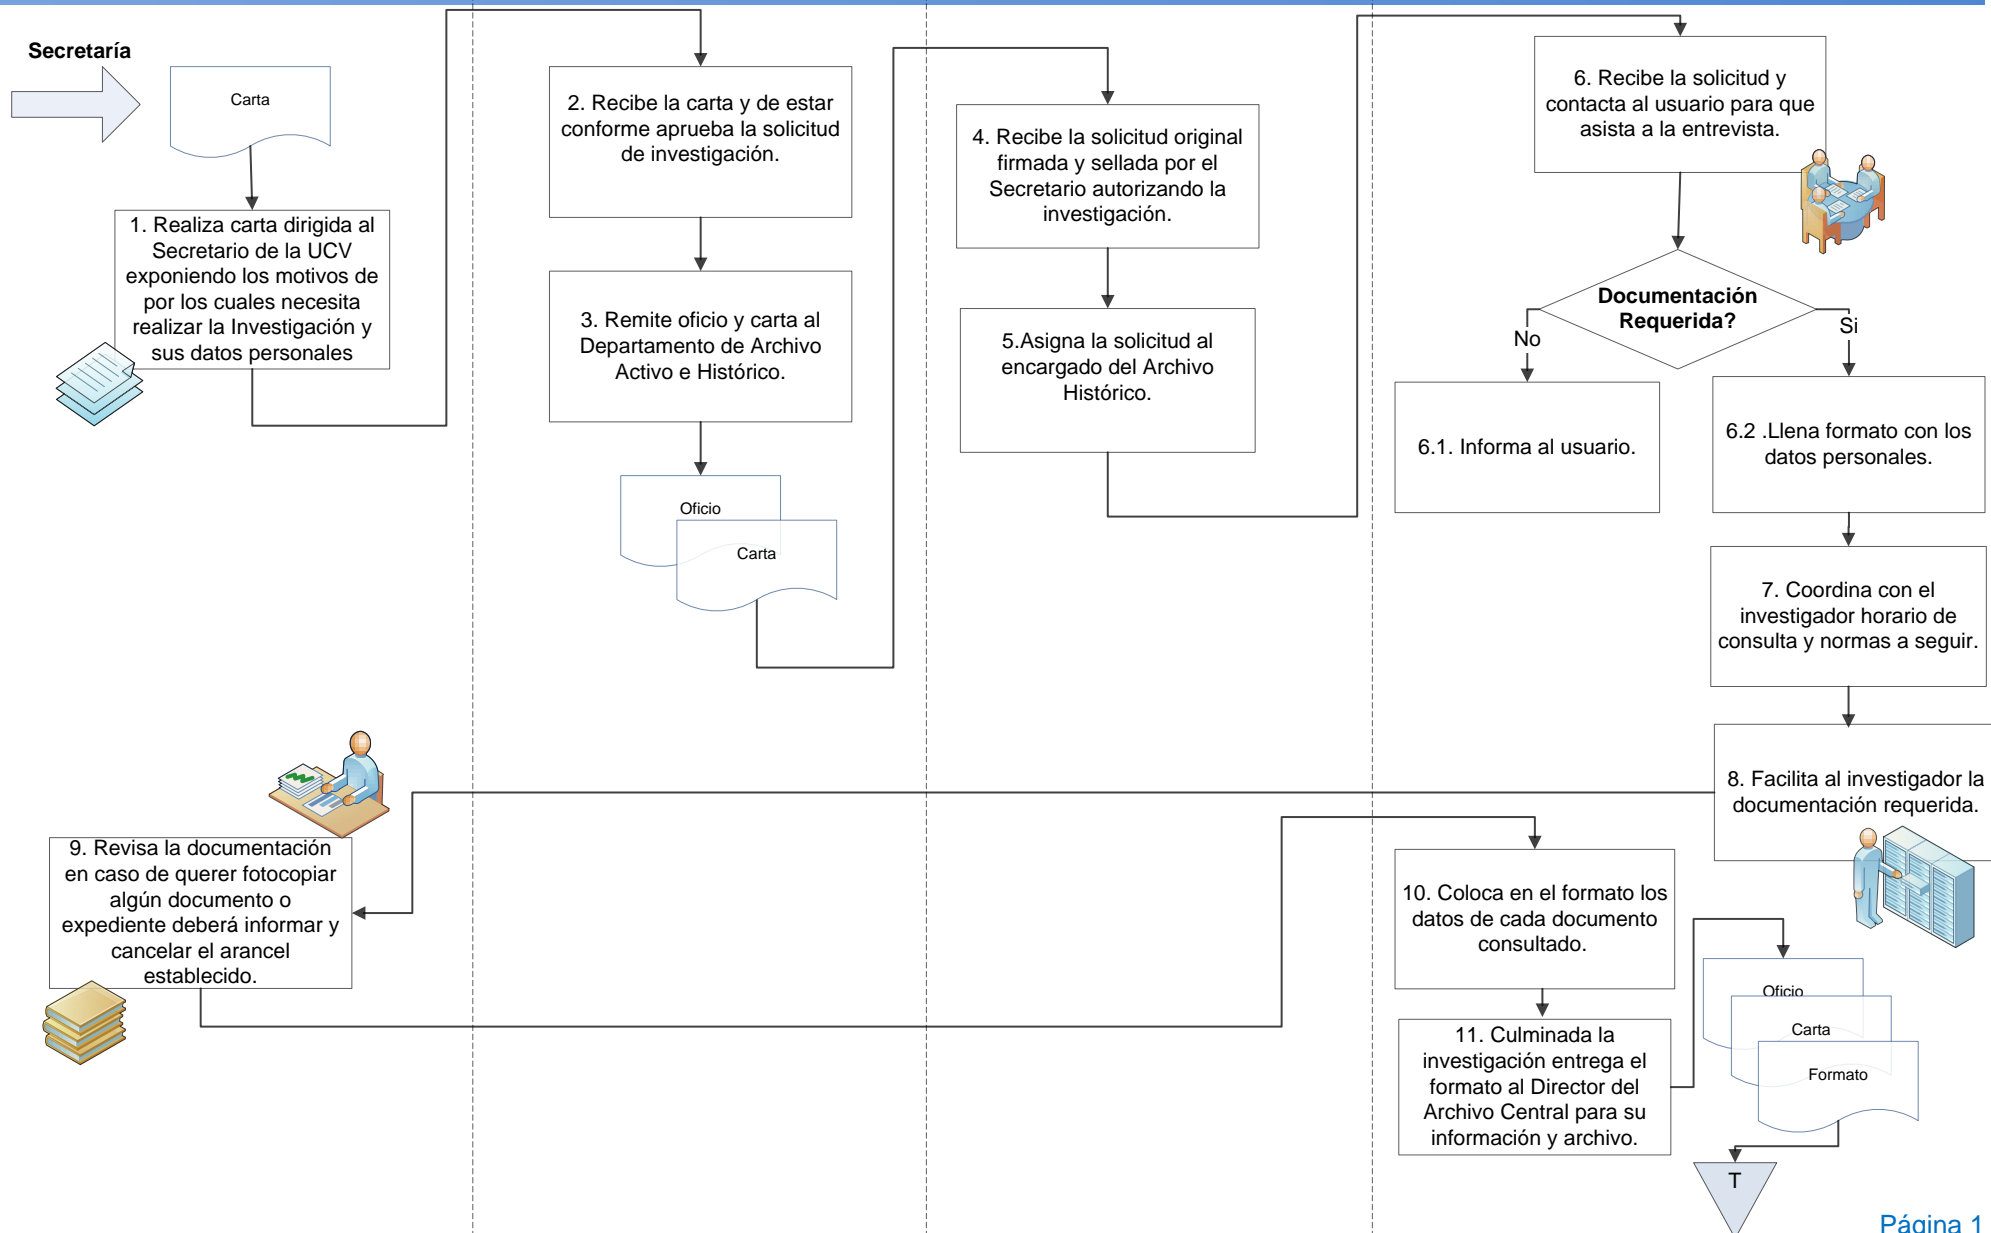 Secretaría
Carta
1. Realiza carta dirigida al
Secretario de la UCV
exponiendo los motivos de
por los cuales necesita
realizar la Investigación y
sus datos personales
2. Recibe la carta y de estar
conforme aprueba la solicitud
de investigación.
3. Remite oficio y carta al
Departamento de Archivo
Activo e Histórico.
Oficio
Carta
4. Recibe la solicitud original
firmada y sellada por el
Secretario autorizando la
investigación.
5.Asigna la solicitud al
encargado del Archivo
Histórico.
6. Recibe la solicitud y
contacta al usuario para que
asista a la entrevista.
Documentación
Requerida?
No
Si
6.1. Informa al usuario.
6.2 .Llena formato con los
datos personales.
7. Coordina con el
investigador horario de
consulta y normas a seguir.
8. Facilita al investigador la
documentación requerida.
9. Revisa la documentación
en caso de querer fotocopiar
algún documento o
expediente deberá informar y
cancelar el arancel
establecido.
10. Coloca en el formato los
datos de cada documento
consultado.
11. Culminada la
investigación entrega el
formato al Director del
Archivo Central para su
información y archivo.
Oficio
Carta
Formato
T
Página 1